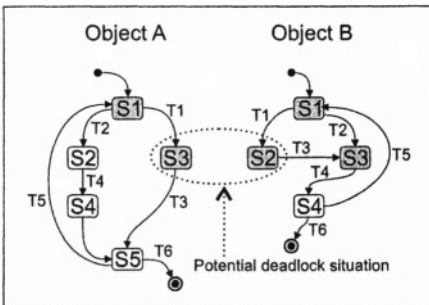 Object A
Object B
S1
S1
T2
T1
T1
T2
S2
S3
S2
T3
S3
T5
T4
T4
T5
S4
T3
S4
S5
T6
T6
Potential deadlock situation